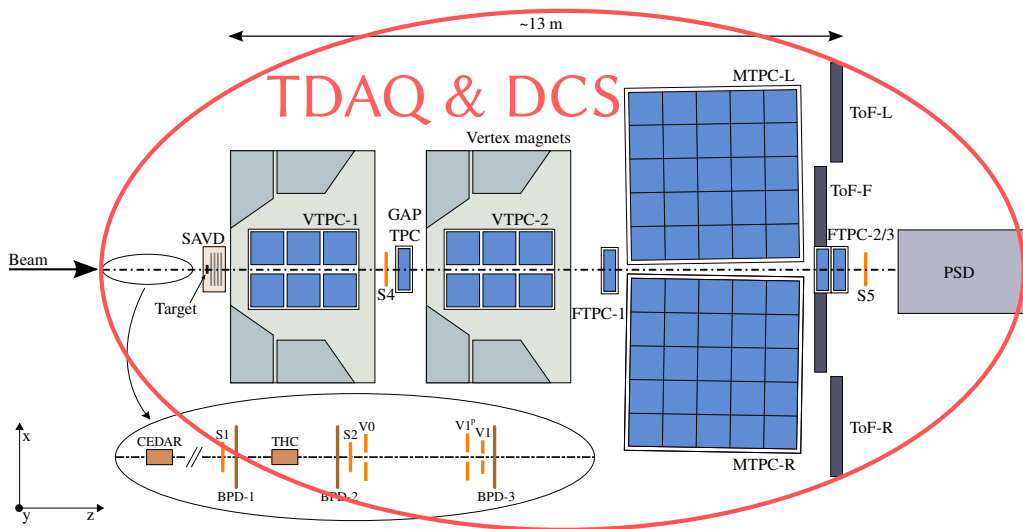 ~13 m
TDAQ & DCS
MTPC-L
ToF-L
Vertex magnets
ToF-F
GAP
TPC
VTPC-1
VTPC-2
SAVD
FTPC-2/3
Beam
PSD
Target
S4
S5
FTPC-1
x
y
z
CEDAR
S1
THC
S2
V0
V1ᵖ
V1
BPD-1
BPD-2
BPD-3
ToF-R
MTPC-R